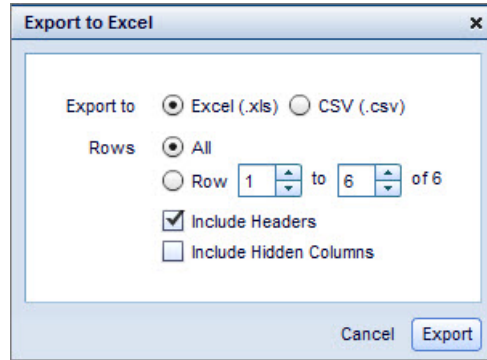 Export to Excel
Export to Excel (.xls) CSV (.csv)
Rows All
Row 1 to 6 of 6
Include Headers
Include Hidden Columns
Cancel Export